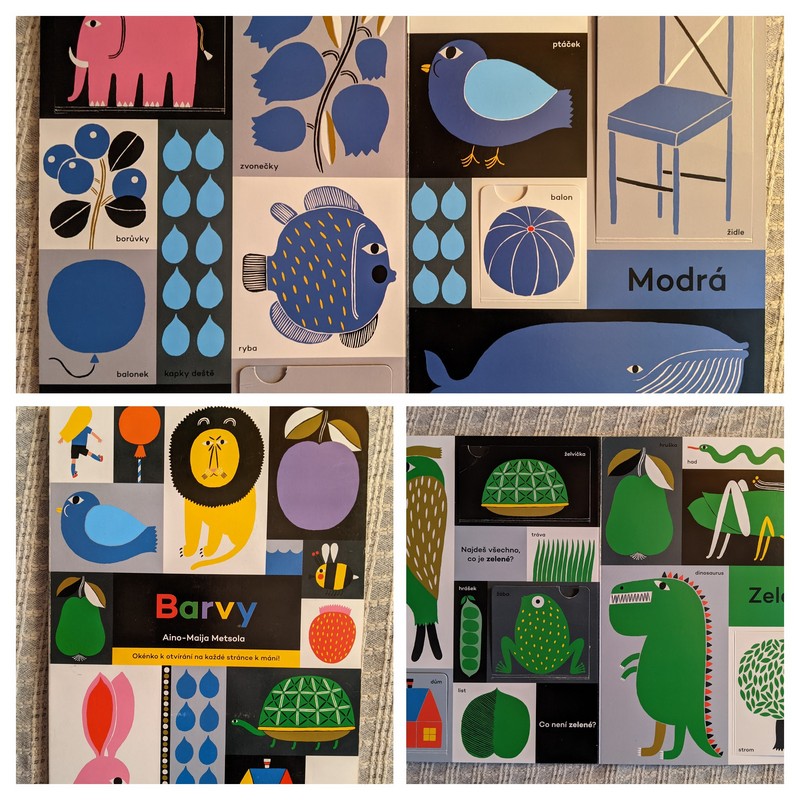 ptáček
zvonečky
balon
borůvky
židle
Modrá
ryba
balonek
kapky deště
Barvy
Aino-Maija Metsola
Okénko k otvírání na každé stránce k mání!
želvička
hruška
had
Najdeš všechno,
co je zelené?
tráva
hrášek
žába
dinosaurus
Zele
dům
list
Co není zelené?
strom